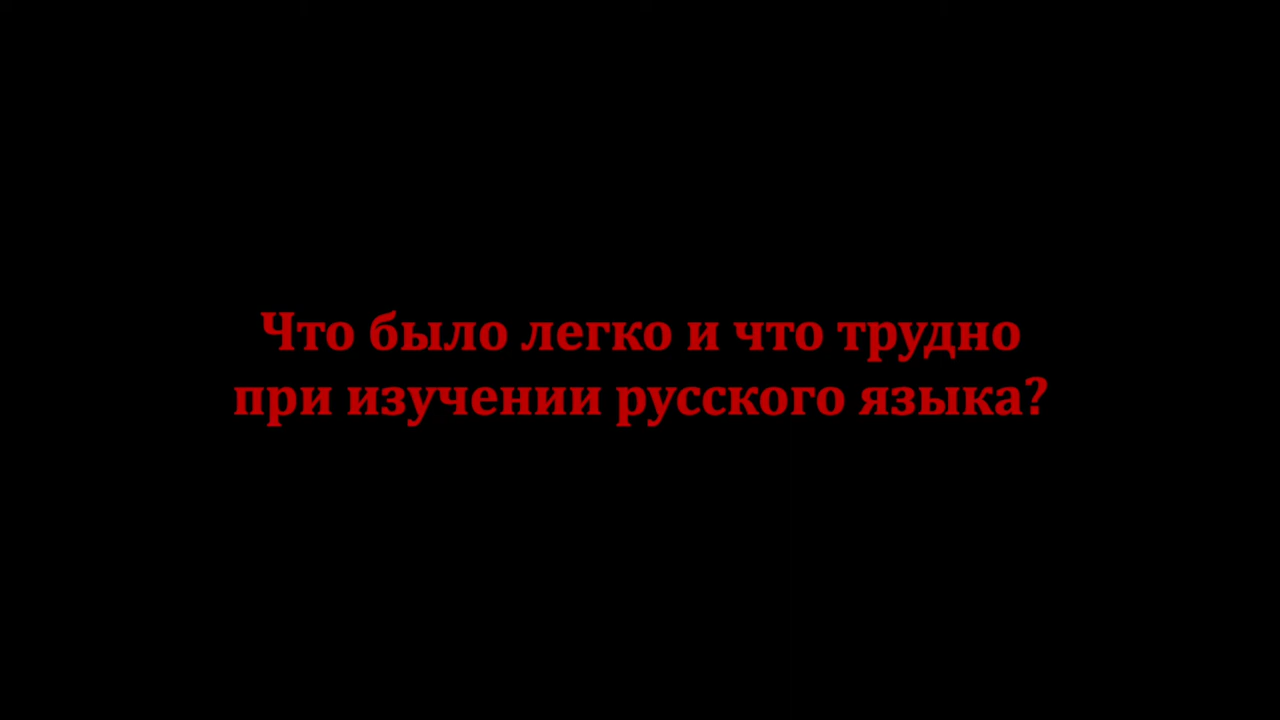 Что было легко и что трудно
при изучении русского языка?